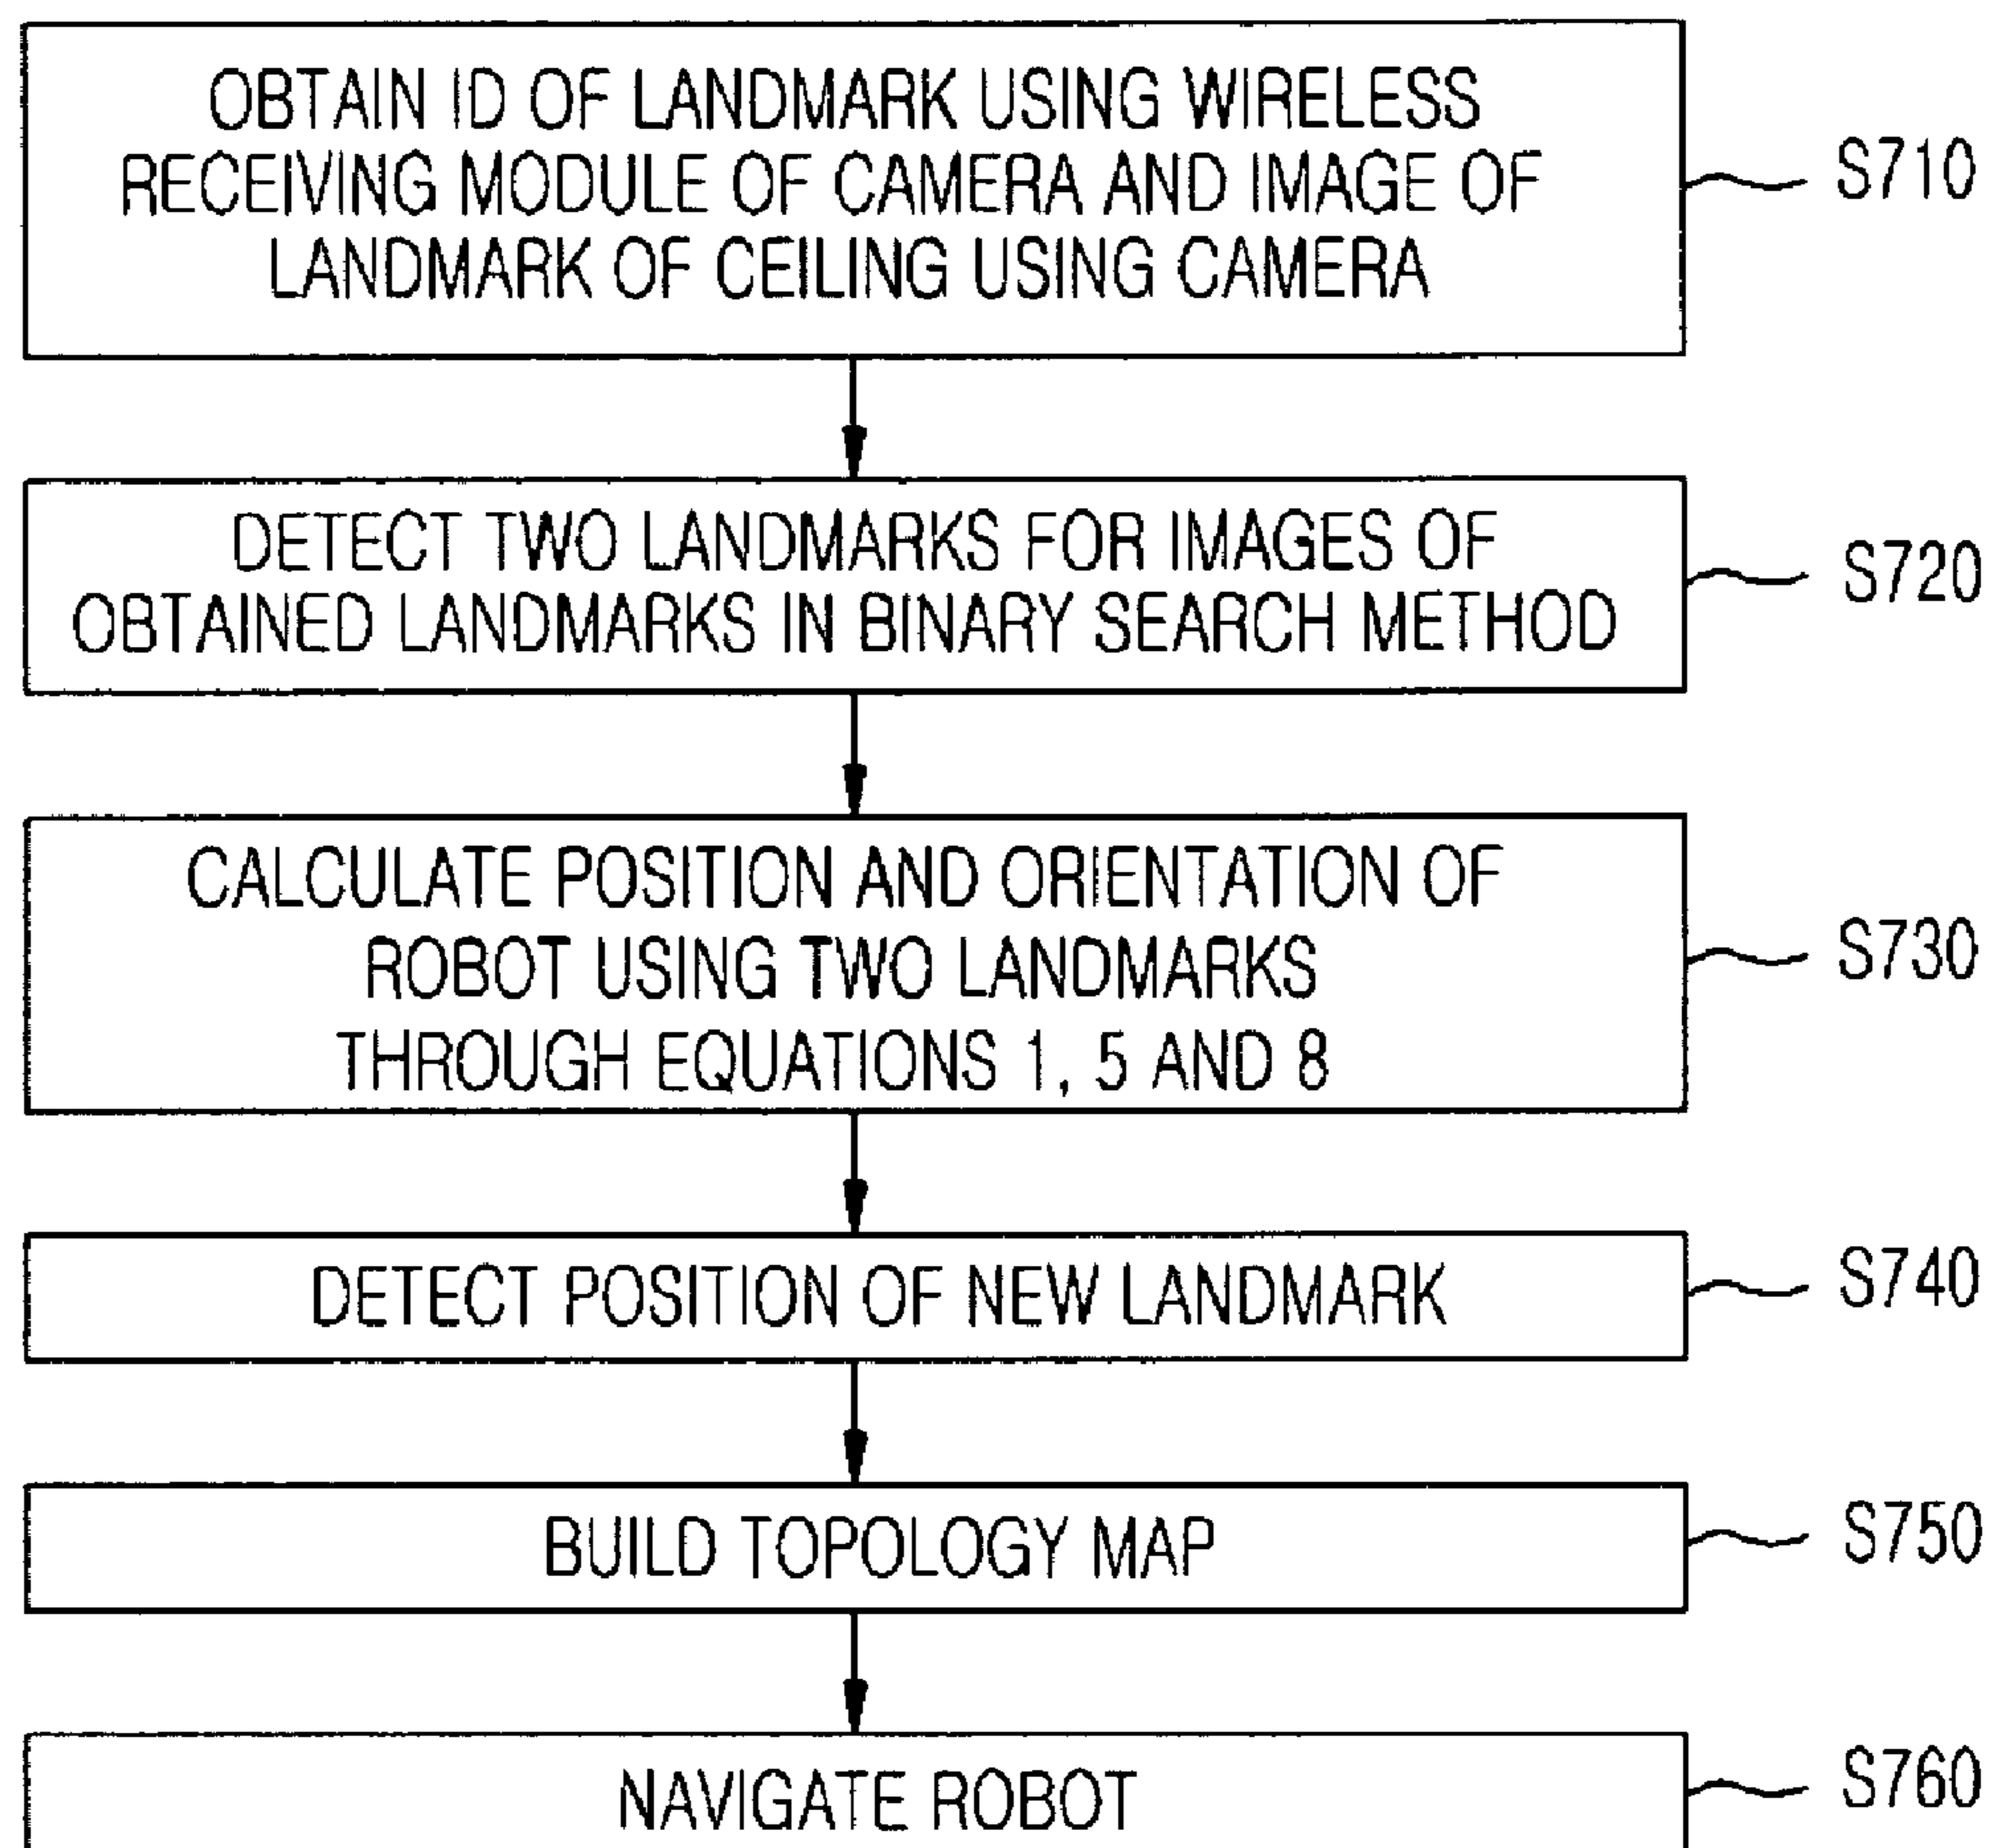 OBTAIN ID OF LANDMARK USING WIRELESS
RECEIVING MODULE OF CAMERA AND IMAGE OF
LANDMARK OF CEILING USING CAMERA
S710
DETECT TWO LANDMARKS FOR IMAGES OF
OBTAINED LANDMARKS IN BINARY SEARCH METHOD
S720
CALCULATE POSITION AND ORIENTATION OF
ROBOT USING TWO LANDMARKS
THROUGH EQUATIONS 1, 5 AND 8
S730
DETECT POSITION OF NEW LANDMARK
S740
BUILD TOPOLOGY MAP
S750
NAVIGATE ROBOT
S760